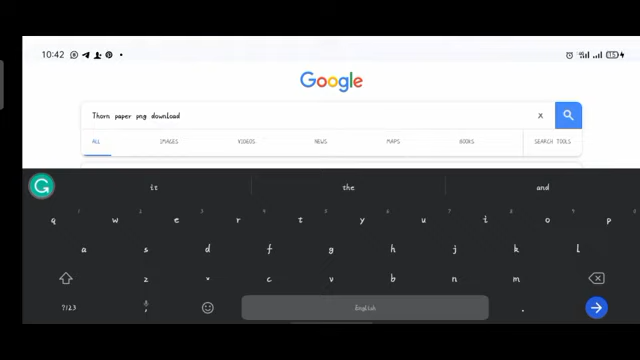 10:42
Google
Thorn paper png download x
ALL IMAGES VIDEOS NEWS MAPS BOOKS SEARCH TOOLS
it the and
q w e r t y u i o p
a s d f g h j k l
z x c v b n m
?123 , English .